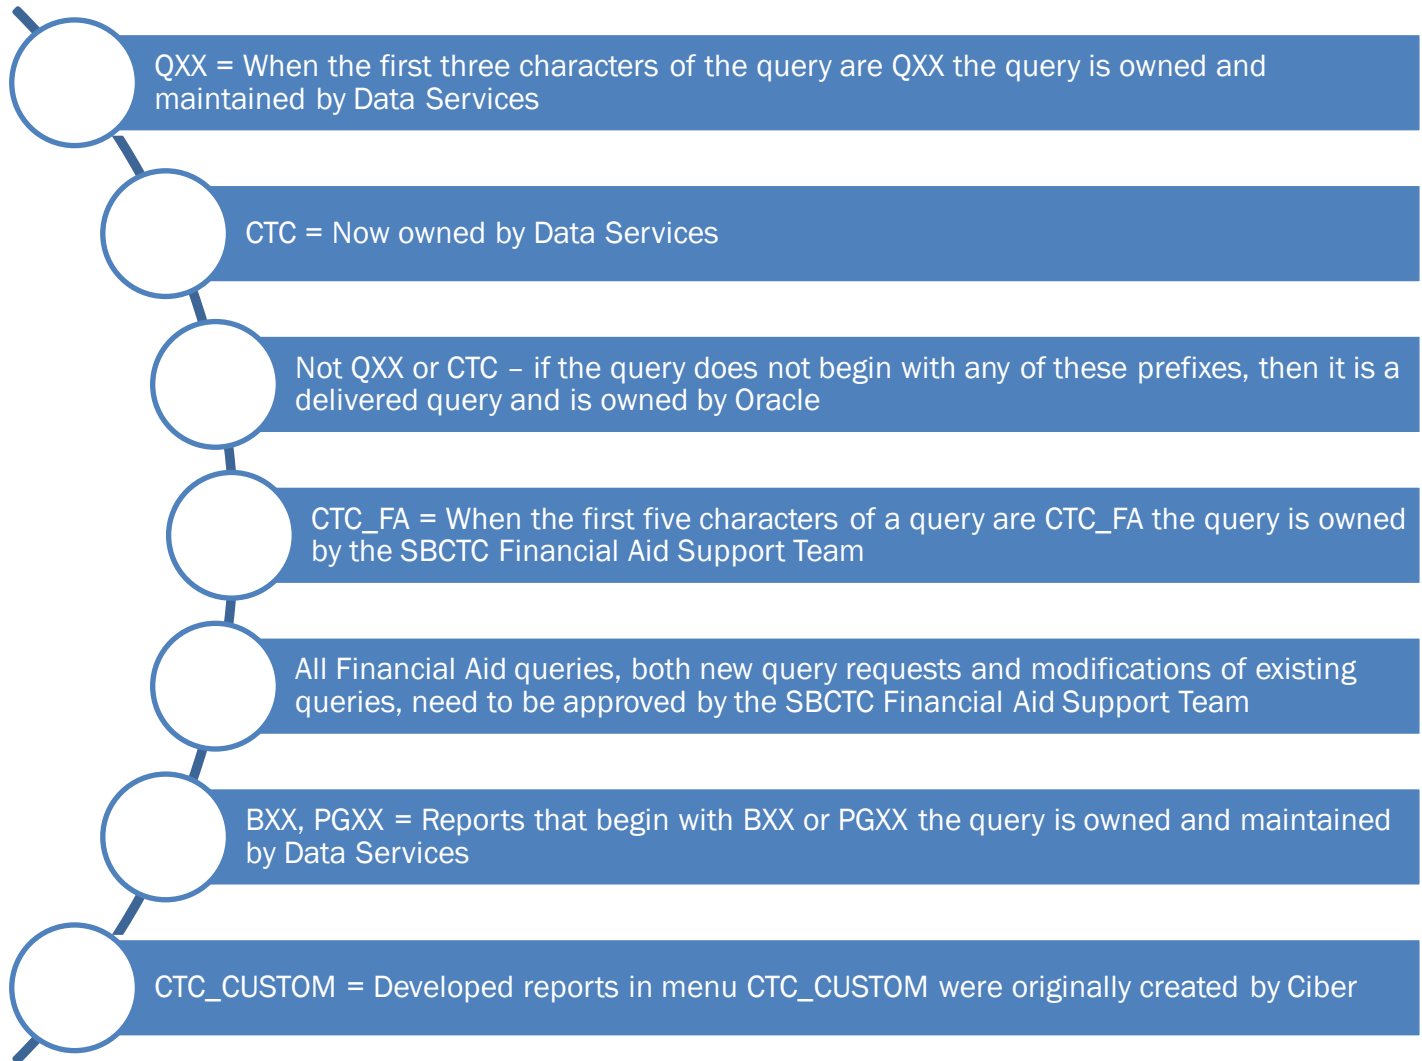 QXX = When the first three characters of the query are QXX the query is owned and
maintained by Data Services
CTC = Now owned by Data Services
Not QXX or CTC – if the query does not begin with any of these prefixes, then it is a
delivered query and is owned by Oracle
CTC_FA = When the first five characters of a query are CTC_FA the query is owned
by the SBCTC Financial Aid Support Team
All Financial Aid queries, both new query requests and modifications of existing
queries, need to be approved by the SBCTC Financial Aid Support Team
BXX, PGXX = Reports that begin with BXX or PGXX the query is owned and maintained
by Data Services
CTC_CUSTOM = Developed reports in menu CTC_CUSTOM were originally created by Ciber